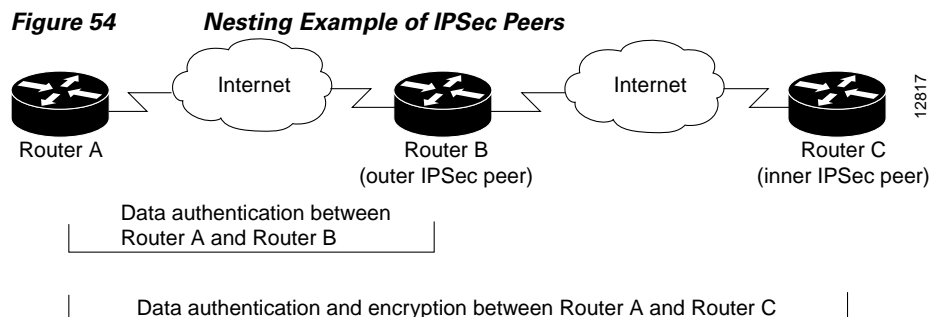 Figure 54 Nesting Example of IPSec Peers
Internet
Internet
12817
Router A
Router B
(outer IPSec peer)
Router C
(inner IPSec peer)
Data authentication between
Router A and Router B
Data authentication and encryption between Router A and Router C